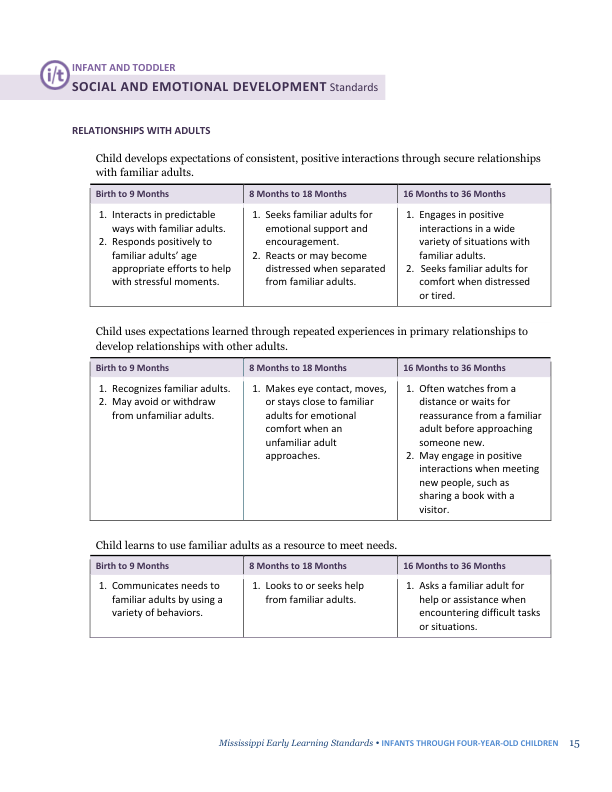 i/t
INFANT AND TODDLER
SOCIAL AND EMOTIONAL DEVELOPMENT Standards
RELATIONSHIPS WITH ADULTS
Child develops expectations of consistent, positive interactions through secure relationships
with familiar adults.
Birth to 9 Months
8 Months to 18 Months
16 Months to 36 Months
1. Interacts in predictable
ways with familiar adults.
2. Responds positively to
familiar adults’ age
appropriate efforts to help
with stressful moments.
1. Seeks familiar adults for
emotional support and
encouragement.
2. Reacts or may become
distressed when separated
from familiar adults.
1. Engages in positive
interactions in a wide
variety of situations with
familiar adults.
2. Seeks familiar adults for
comfort when distressed
or tired.
Child uses expectations learned through repeated experiences in primary relationships to
develop relationships with other adults.
Birth to 9 Months
8 Months to 18 Months
16 Months to 36 Months
1. Recognizes familiar adults.
2. May avoid or withdraw
from unfamiliar adults.
1. Makes eye contact, moves,
or stays close to familiar
adults for emotional
comfort when an
unfamiliar adult
approaches.
1. Often watches from a
distance or waits for
reassurance from a familiar
adult before approaching
someone new.
2. May engage in positive
interactions when meeting
new people, such as
sharing a book with a
visitor.
Child learns to use familiar adults as a resource to meet needs.
Birth to 9 Months
8 Months to 18 Months
16 Months to 36 Months
1. Communicates needs to
familiar adults by using a
variety of behaviors.
1. Looks to or seeks help
from familiar adults.
1. Asks a familiar adult for
help or assistance when
encountering difficult tasks
or situations.
Mississippi Early Learning Standards • INFANTS THROUGH FOUR-YEAR-OLD CHILDREN 15